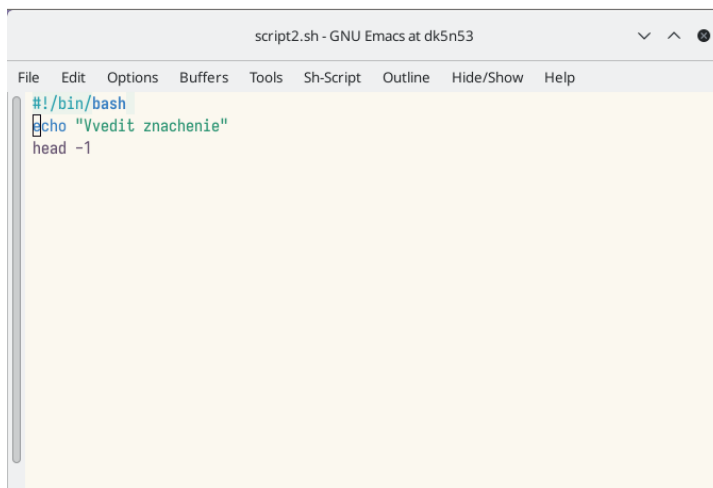 script2.sh - GNU Emacs at dk5n53
File Edit Options Buffers Tools Sh-Script Outline Hide/Show Help
#!/bin/bash
echo "Vvedit znachenie"
head -1